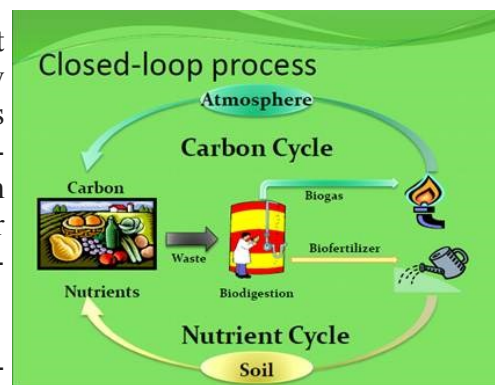 Closed-loop process
Atmosphere
Carbon Cycle
Carbon
Biogas
Waste
Biofertilizer
Nutrients
Biodigestion
Nutrient Cycle
Soil